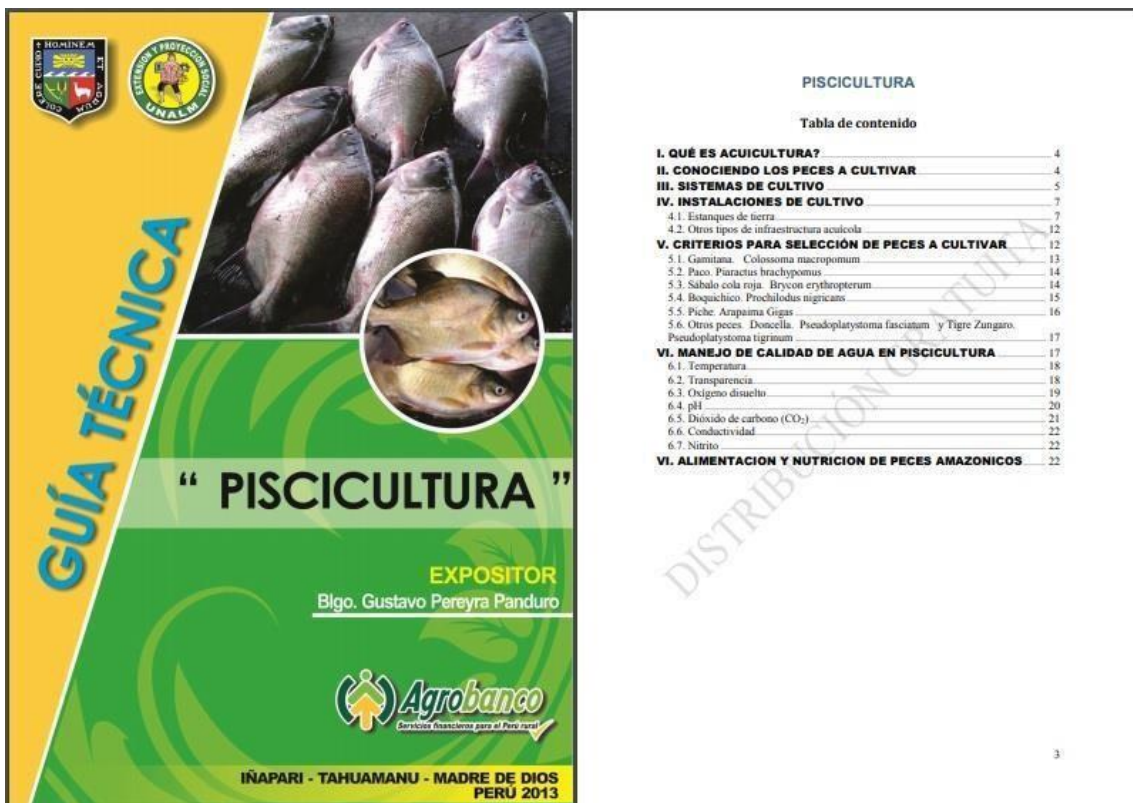 COLERE CUPIO + HOMINEM ET AGRUM
EXTENSION Y PROTECCION SOCIAL
UNALM
GUÍA TÉCNICA
“ PISCICULTURA ”
EXPOSITOR
Blgo. Gustavo Pereyra Panduro
Agrobanco
Servicios financieros para el Perú rural
IÑAPARI - TAHUAMANU - MADRE DE DIOS
PERÚ 2013
PISCICULTURA
Tabla de contenido
I. QUÉ ES ACUICULTURA? 4
II. CONOCIENDO LOS PECES A CULTIVAR 4
III. SISTEMAS DE CULTIVO 5
IV. INSTALACIONES DE CULTIVO 7
4.1. Estanques de tierra 7
4.2. Otros tipos de infraestructura acuícola 12
V. CRITERIOS PARA SELECCIÓN DE PECES A CULTIVAR 12
5.1. Gamitana. Colossoma macropomum 13
5.2. Paco. Piaractus brachypomus 14
5.3. Sábalo cola roja. Brycon erythropterum 14
5.4. Boquichico. Prochilodus nigricans 15
5.5. Piche. Arapaima Gigas 16
5.6. Otros peces. Doncella. Pseudoplatystoma fasciatum y Tigre Zungaro.
Pseudoplatystoma tigrinum 17
VI. MANEJO DE CALIDAD DE AGUA EN PISCICULTURA 17
6.1. Temperatura 18
6.2. Transparencia 18
6.3. Oxígeno disuelto 19
6.4. pH 20
6.5. Dióxido de carbono (CO₂) 21
6.6. Conductividad 22
6.7. Nitrito 22
VI. ALIMENTACION Y NUTRICION DE PECES AMAZONICOS 22
DISTRIBUCIÓN GRATUITA
3